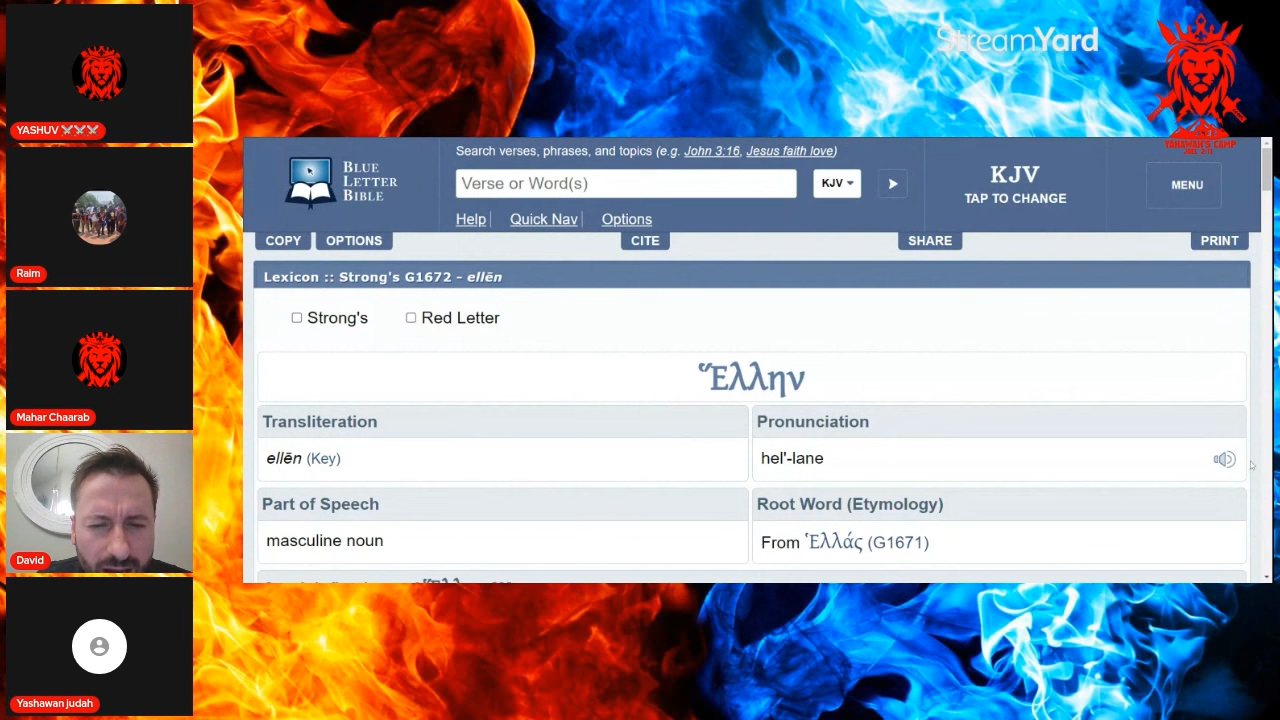 YASHUV ⚔⚔⚔
Raim
Mahar Chaarab
David
Yashawan judah
StreamYard
YAHAWAH'S CAMP
BLUE
LETTER
BIBLE
Search verses, phrases, and topics (e.g. John 3:16, Jesus faith love)
Verse or Word(s)
KJV
Help
Quick Nav
Options
KJV
TAP TO CHANGE
MENU
COPY
OPTIONS
CITE
SHARE
PRINT
Lexicon :: Strong's G1672 - ellēn
Strong's
Red Letter
Ἕλλην
Transliteration
Pronunciation
ellēn (Key)
hel'-lane
Part of Speech
Root Word (Etymology)
masculine noun
From Ἑλλάς (G1671)